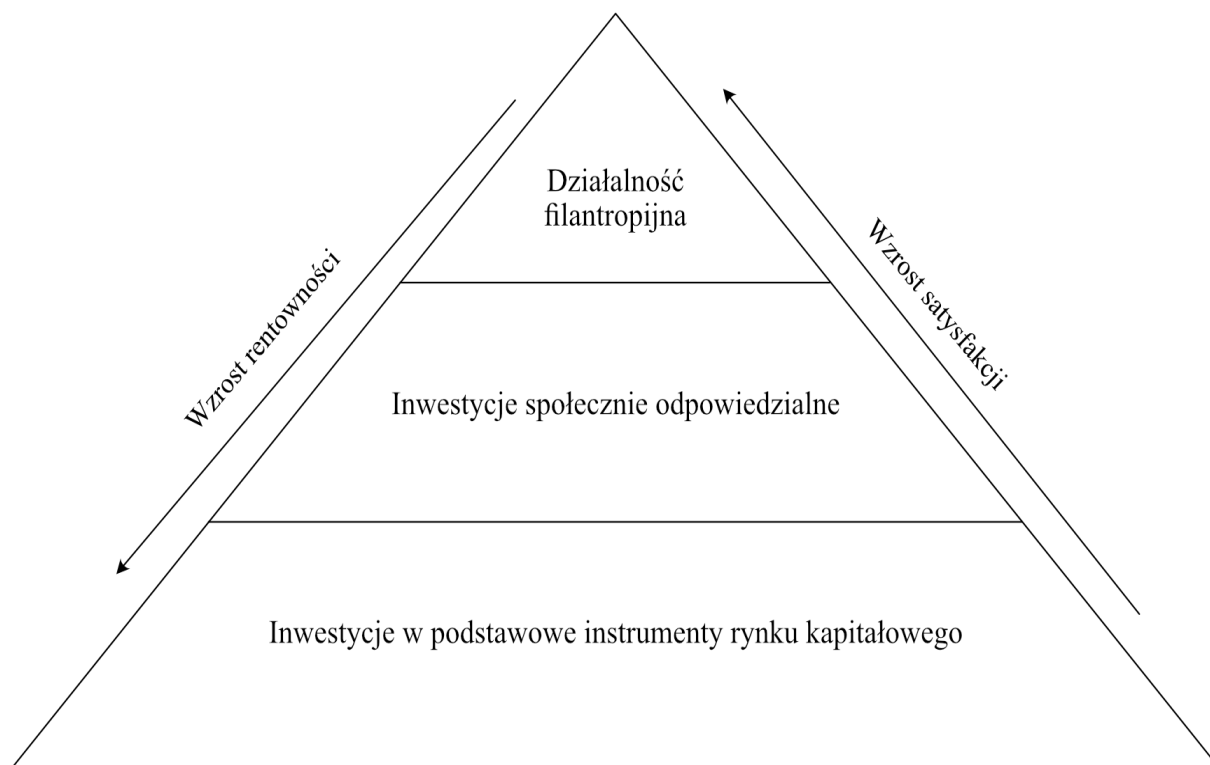 Działalność
filantropijna
Wzrost rentowności
Wzrost satysfakcji
Inwestycje społecznie odpowiedzialne
Inwestycje w podstawowe instrumenty rynku kapitałowego